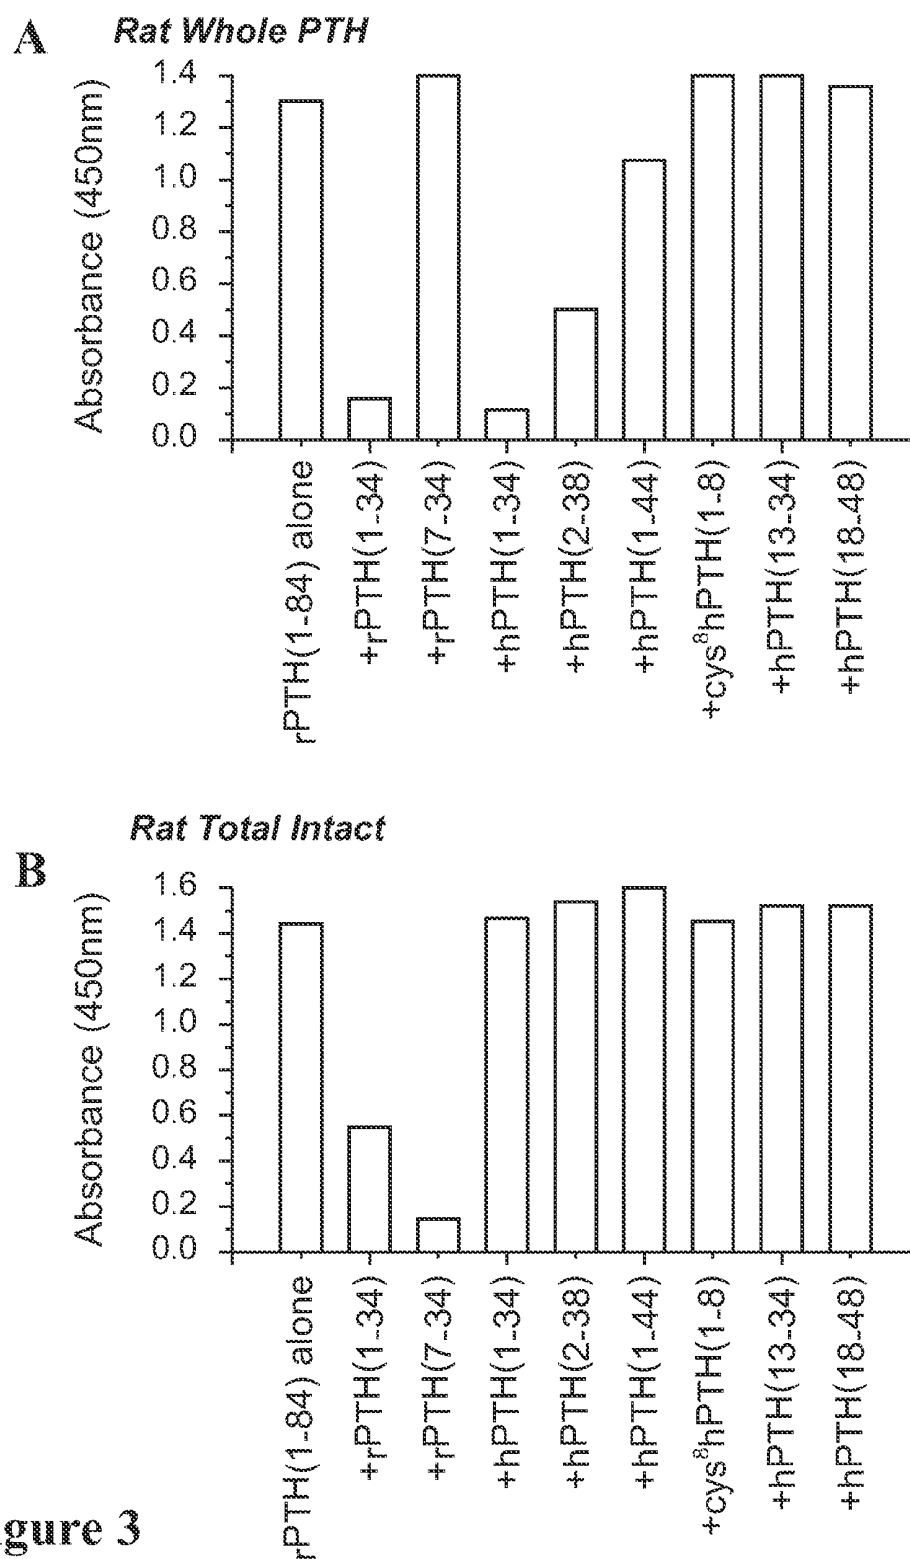 A
Rat Whole PTH
Absorbance (450nm)
1.4
1.2
1.0
0.8
0.6
0.4
0.2
0.0
rPTH(1-84) alone
+rPTH(1-34)
+rPTH(7-34)
+hPTH(1-34)
+hPTH(2-38)
+hPTH(1-44)
+cys⁸hPTH(1-8)
+hPTH(13-34)
+hPTH(18-48)
Rat Total Intact
B
Absorbance (450nm)
1.6
1.4
1.2
1.0
0.8
0.6
0.4
0.2
0.0
rPTH(1-84) alone
+rPTH(1-34)
+rPTH(7-34)
+hPTH(1-34)
+hPTH(2-38)
+hPTH(1-44)
+cys⁸hPTH(1-8)
+hPTH(13-34)
+hPTH(18-48)
gure 3